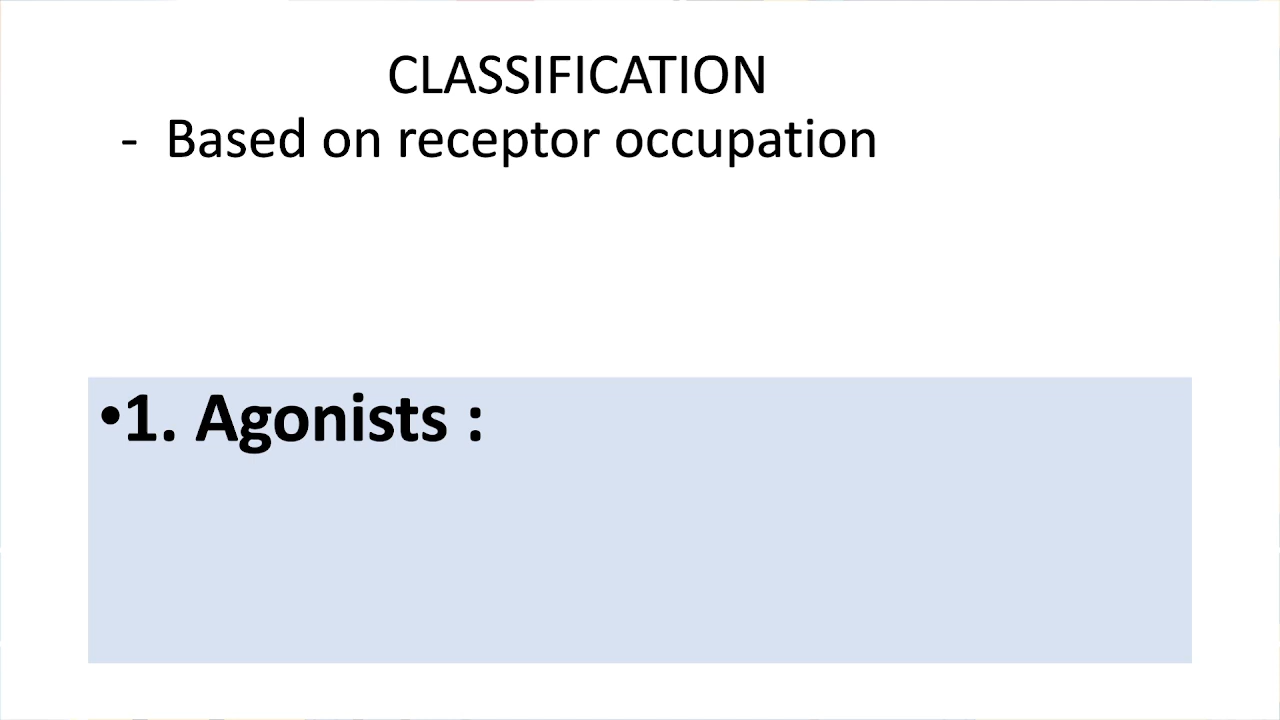 CLASSIFICATION
- Based on receptor occupation
•1. Agonists :